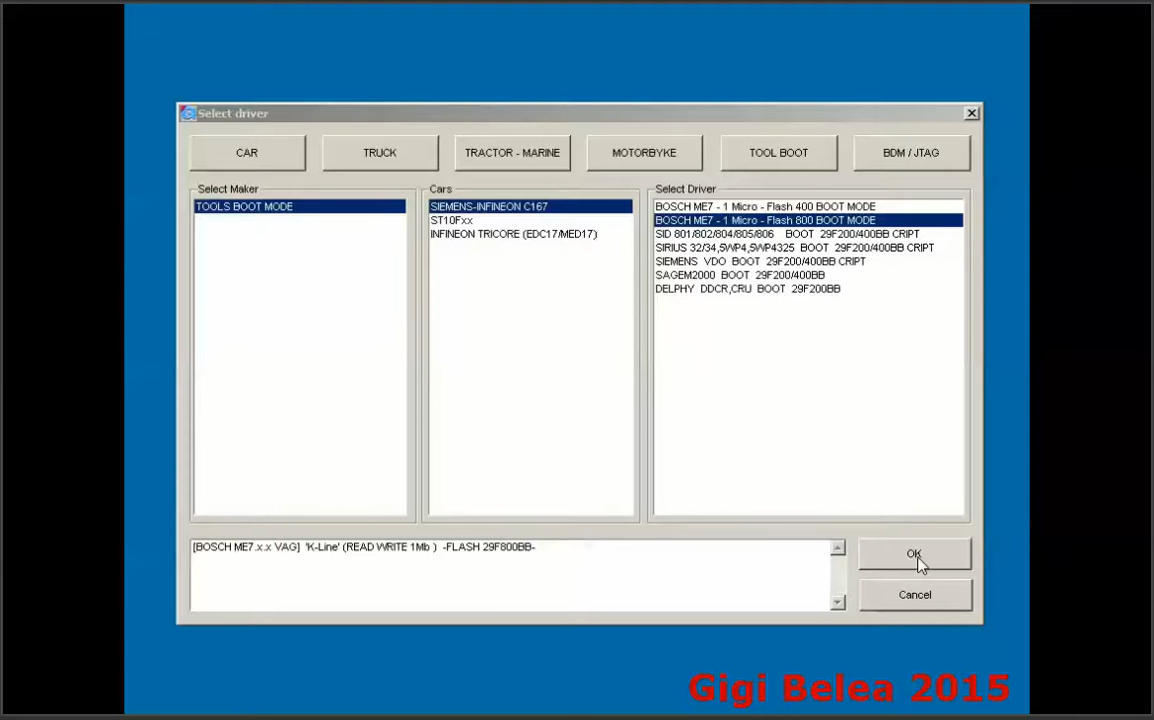 Select driver
CAR
TRUCK
TRACTOR - MARINE
MOTORBYKE
TOOL BOOT
BDM / JTAG
Select Maker
TOOLS BOOT MODE
Cars
SIEMENS-INFINEON C167
ST10Fxx
INFINEON TRICORE (EDC17/MED17)
Select Driver
BOSCH ME7 - 1 Micro - Flash 400 BOOT MODE
BOSCH ME7 - 1 Micro - Flash 800 BOOT MODE
SID 801/802/804/805/806 BOOT 29F200/400BB CRIPT
SIRIUS 32/34,5WP4,5WP4325 BOOT 29F200/400BB CRIPT
SIEMENS VDO BOOT 29F200/400BB CRIPT
SAGEM2000 BOOT 29F200/400BB
DELPHY DDCR,CRU BOOT 29F200BB
[BOSCH ME7.x.x VAG] 'K-Line' (READ WRITE 1Mb ) -FLASH 29F800BB-
OK
Cancel
Gigi Belea 2015